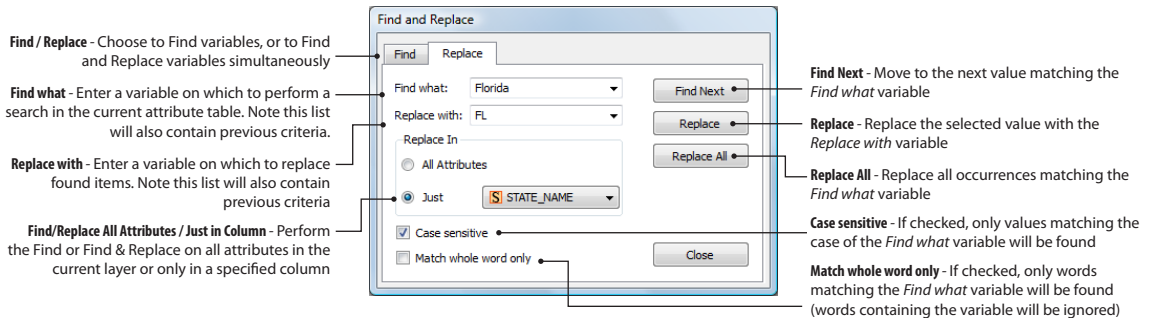 Find / Replace - Choose to Find variables, or to Find
and Replace variables simultaneously
Find what - Enter a variable on which to perform a
search in the current attribute table. Note this list
will also contain previous criteria.
Replace with - Enter a variable on which to replace
found items. Note this list will also contain
previous criteria
Find/Replace All Attributes / Just in Column - Perform
the Find or Find & Replace on all attributes in the
current layer or only in a specified column
Find and Replace
Find
Replace
Find what:
Florida
Find Next
Replace with:
FL
Replace
Replace In
All Attributes
Replace All
Just
S STATE_NAME
Case sensitive
Match whole word only
Close
Find Next - Move to the next value matching the
Find what variable
Replace - Replace the selected value with the
Replace with variable
Replace All - Replace all occurrences matching the
Find what variable
Case sensitive - If checked, only values matching the
case of the Find what variable will be found
Match whole word only - If checked, only words
matching the Find what variable will be found
(words containing the variable will be ignored)